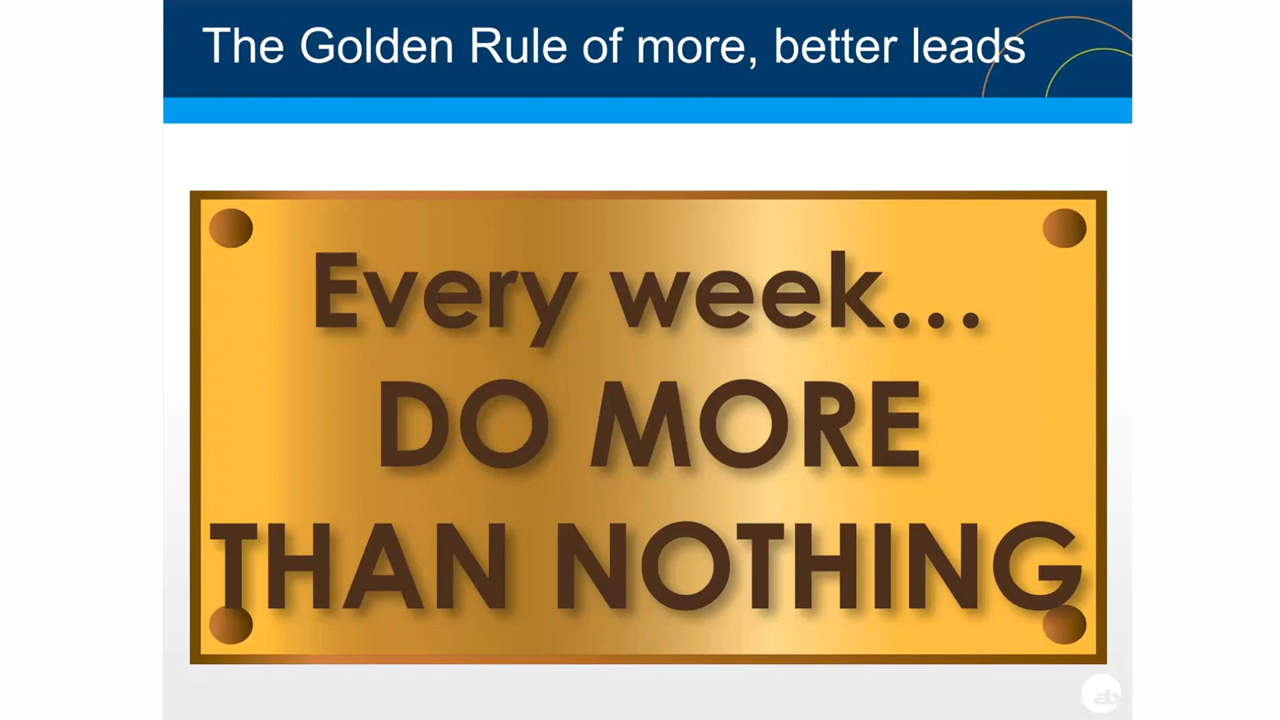 The Golden Rule of more, better leads
Every week...
DO MORE
THAN NOTHING